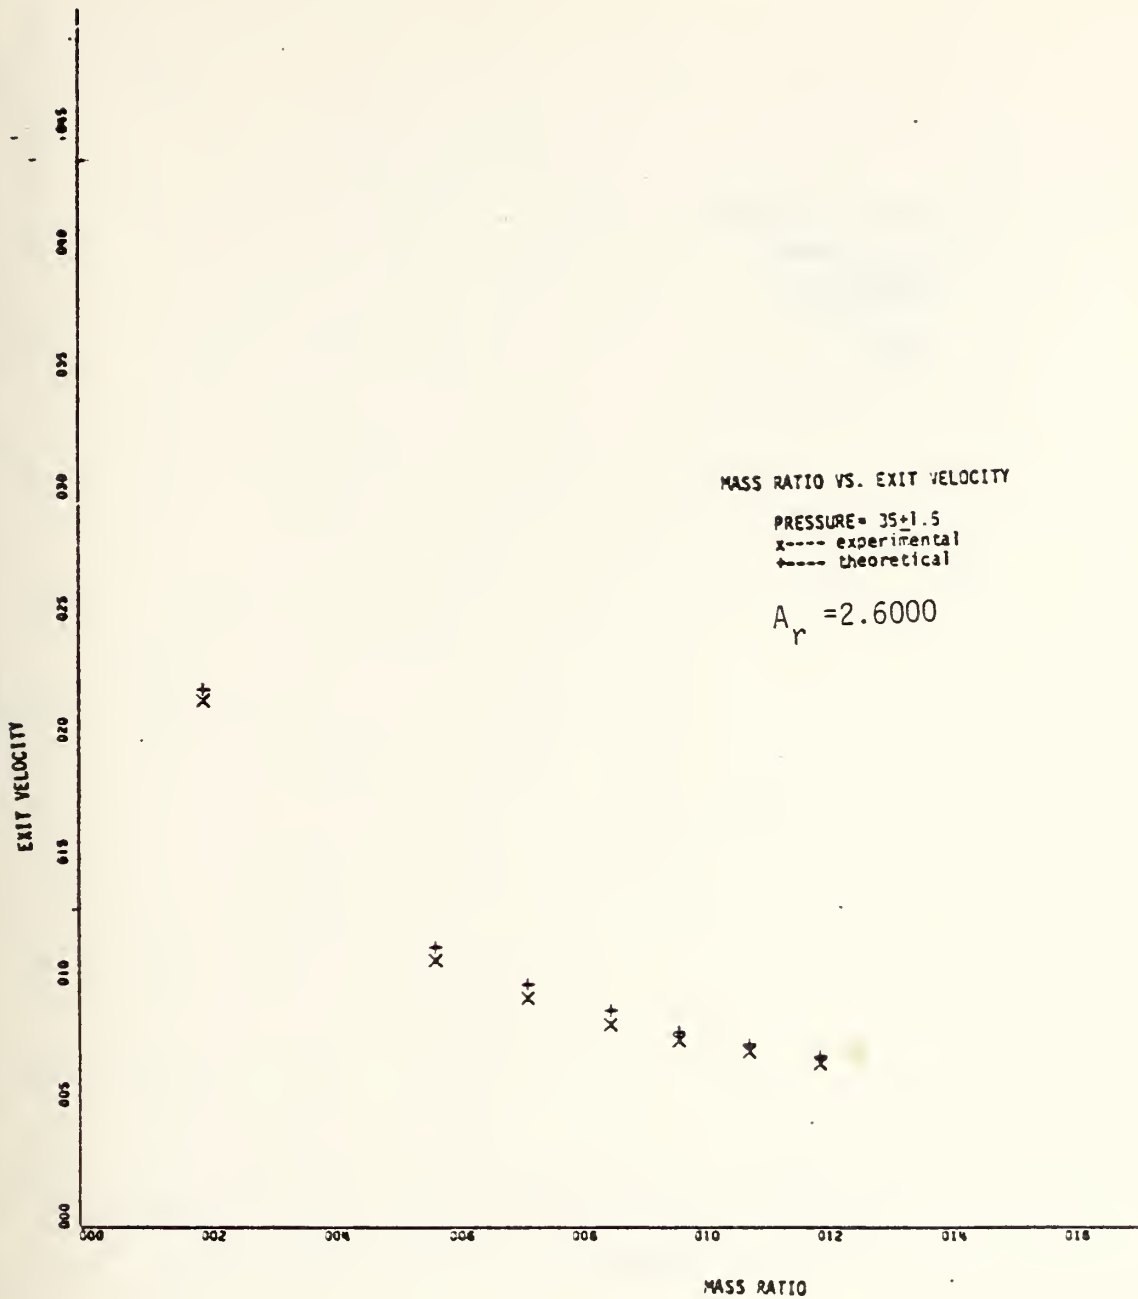 .045
040
035
030
025
020
015
010
005
000
EXIT VELOCITY
MASS RATIO VS. EXIT VELOCITY
PRESSURE= 35±1.5
x---- experimental
+---- theoretical
A_r =2.6000
000 002 004 006 008 010 012 014 016
MASS RATIO